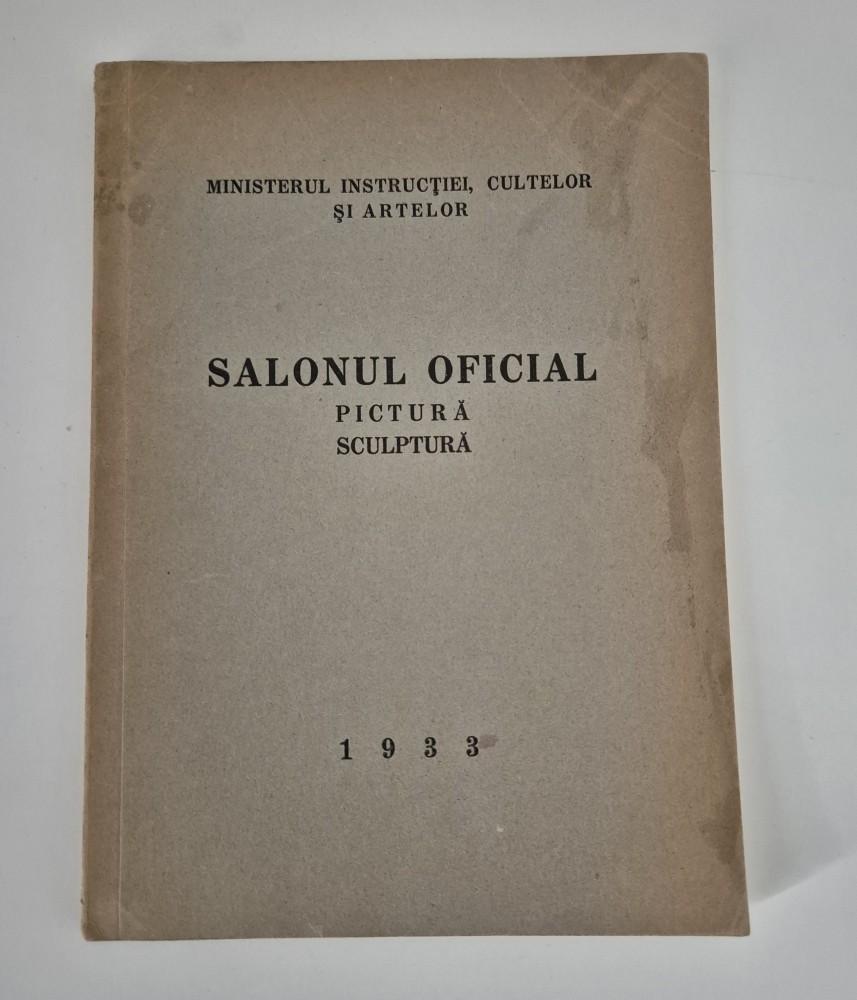 MINISTERUL INSTRUCŢIEI, CULTELOR
ŞI ARTELOR
SALONUL OFICIAL
PICTURĂ
SCULPTURĂ
1933